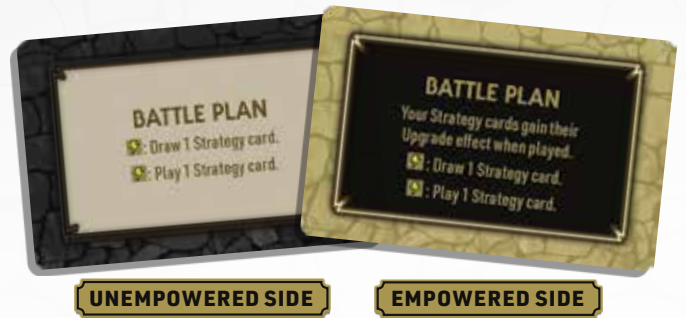 BATTLE PLAN
: Draw 1 Strategy card.
: Play 1 Strategy card.
BATTLE PLAN
Your Strategy cards gain their
Upgrade effect when played.
: Draw 1 Strategy card.
: Play 1 Strategy card.
UNEMPOWERED SIDE
EMPOWERED SIDE